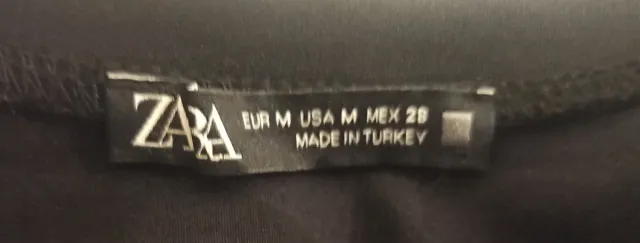 ZARA
EUR M USA M MEX 28
MADE IN TURKEY